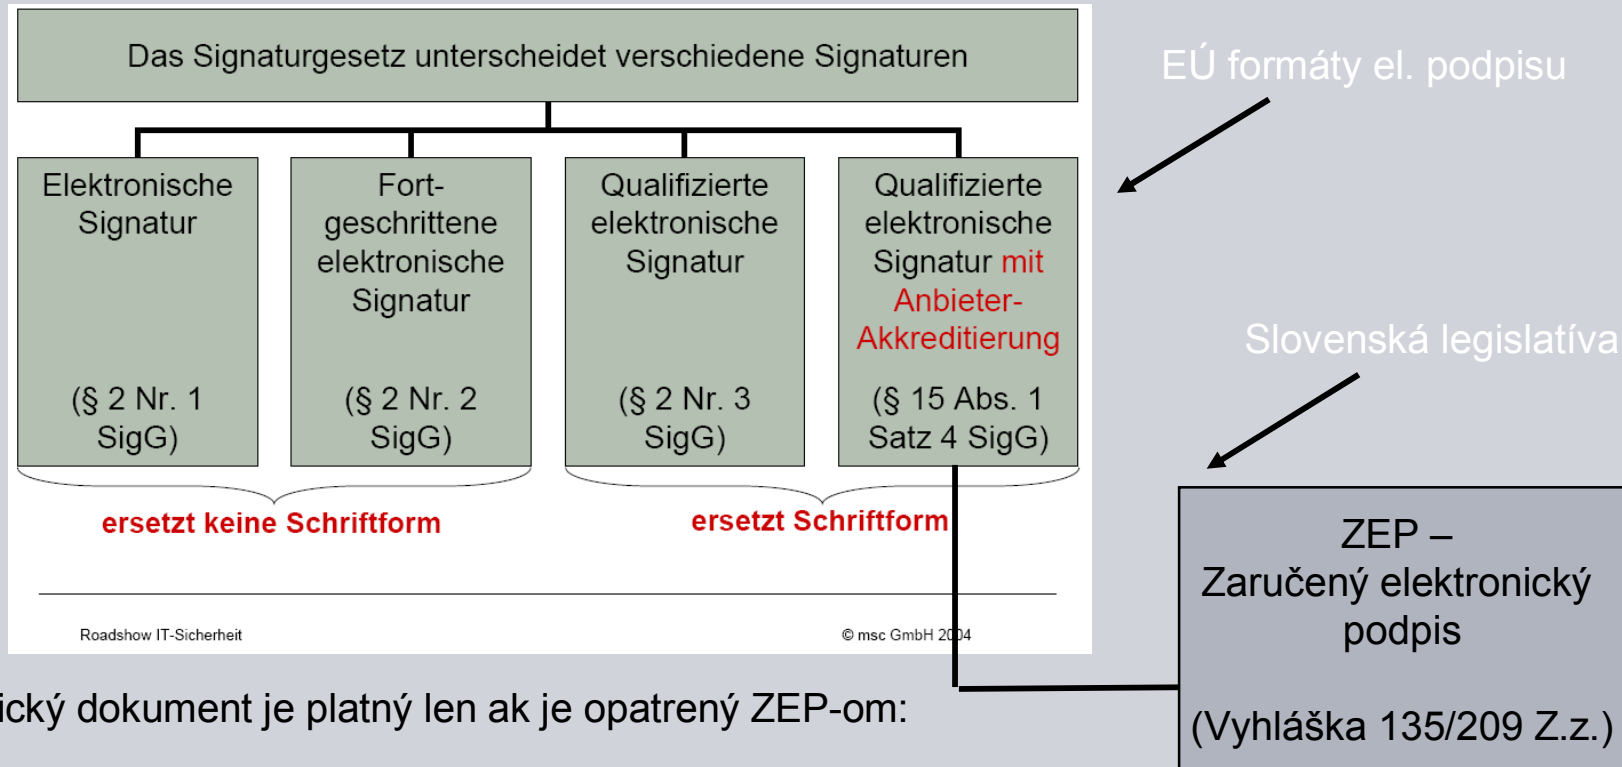 Das Signaturgesetz unterscheidet verschiedene Signaturen
EÚ formáty el. podpisu
Elektronische
Signatur
(§ 2 Nr. 1
SigG)
Fort-
geschrittene
elektronische
Signatur
(§ 2 Nr. 2
SigG)
Qualifizierte
elektronische
Signatur
(§ 2 Nr. 3
SigG)
Qualifizierte
elektronische
Signatur mit
Anbieter-
Akkreditierung
(§ 15 Abs. 1
Satz 4 SigG)
Slovenská legislatíva
ersetzt keine Schriftform
ersetzt Schriftform
ZEP –
Zaručený elektronický
podpis
(Vyhláška 135/209 Z.z.)
Roadshow IT-Sicherheit
© msc GmbH 2004
ický dokument je platný len ak je opatrený ZEP-om: